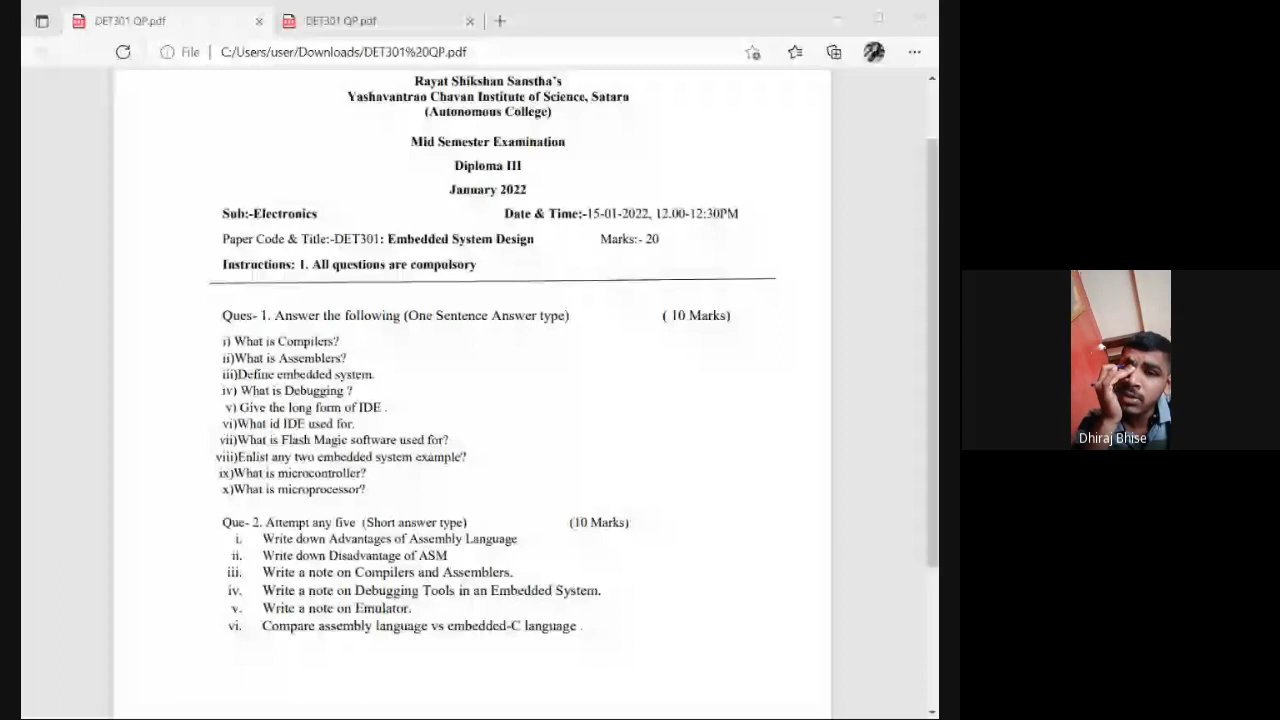 DET301 QP.pdf
DET301 QP.pdf
File
C:/Users/user/Downloads/DET301%20QP.pdf
Rayat Shikshan Sanstha's
Yashavantrao Chavan Institute of Science, Satara
(Autonomous College)
Mid Semester Examination
Diploma III
January 2022
Sub:-Electronics Date & Time:-15-01-2022, 12.00-12:30PM
Paper Code & Title:-DET301: Embedded System Design Marks:- 20
Instructions: 1. All questions are compulsory
Ques- 1. Answer the following (One Sentence Answer type) ( 10 Marks)
i) What is Compilers?
ii)What is Assemblers?
iii)Define embedded system.
iv) What is Debugging ?
v) Give the long form of IDE .
vi)What id IDE used for.
vii)What is Flash Magic software used for?
viii)Enlist any two embedded system example?
ix)What is microcontroller?
x)What is microprocessor?
Que- 2. Attempt any five (Short answer type) (10 Marks)
i. Write down Advantages of Assembly Language
ii. Write down Disadvantage of ASM
iii. Write a note on Compilers and Assemblers.
iv. Write a note on Debugging Tools in an Embedded System.
v. Write a note on Emulator.
vi. Compare assembly language vs embedded-C language .
Dhiraj Bhise